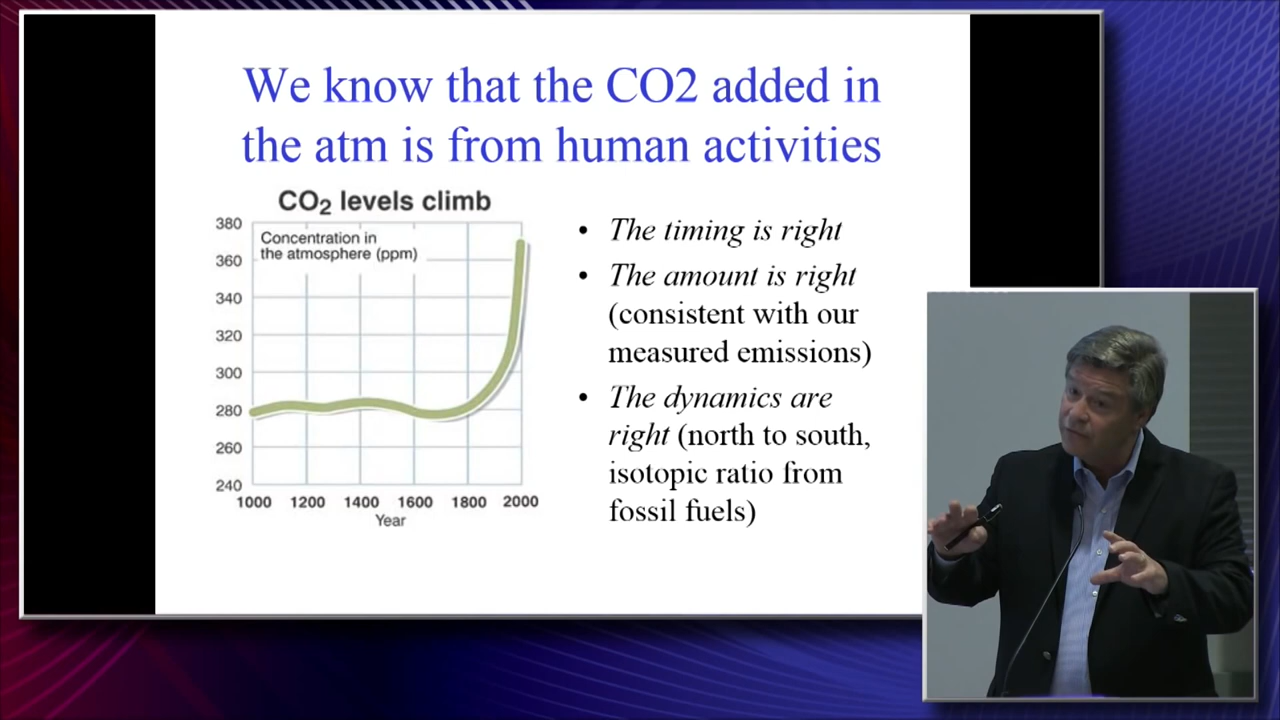 We know that the CO2 added in
the atm is from human activities
CO₂ levels climb
Concentration in
the atmosphere (ppm)
380
360
340
320
300
280
260
240
1000 1200 1400 1600 1800 2000
Year
• The timing is right
• The amount is right
(consistent with our
measured emissions)
• The dynamics are
right (north to south,
isotopic ratio from
fossil fuels)